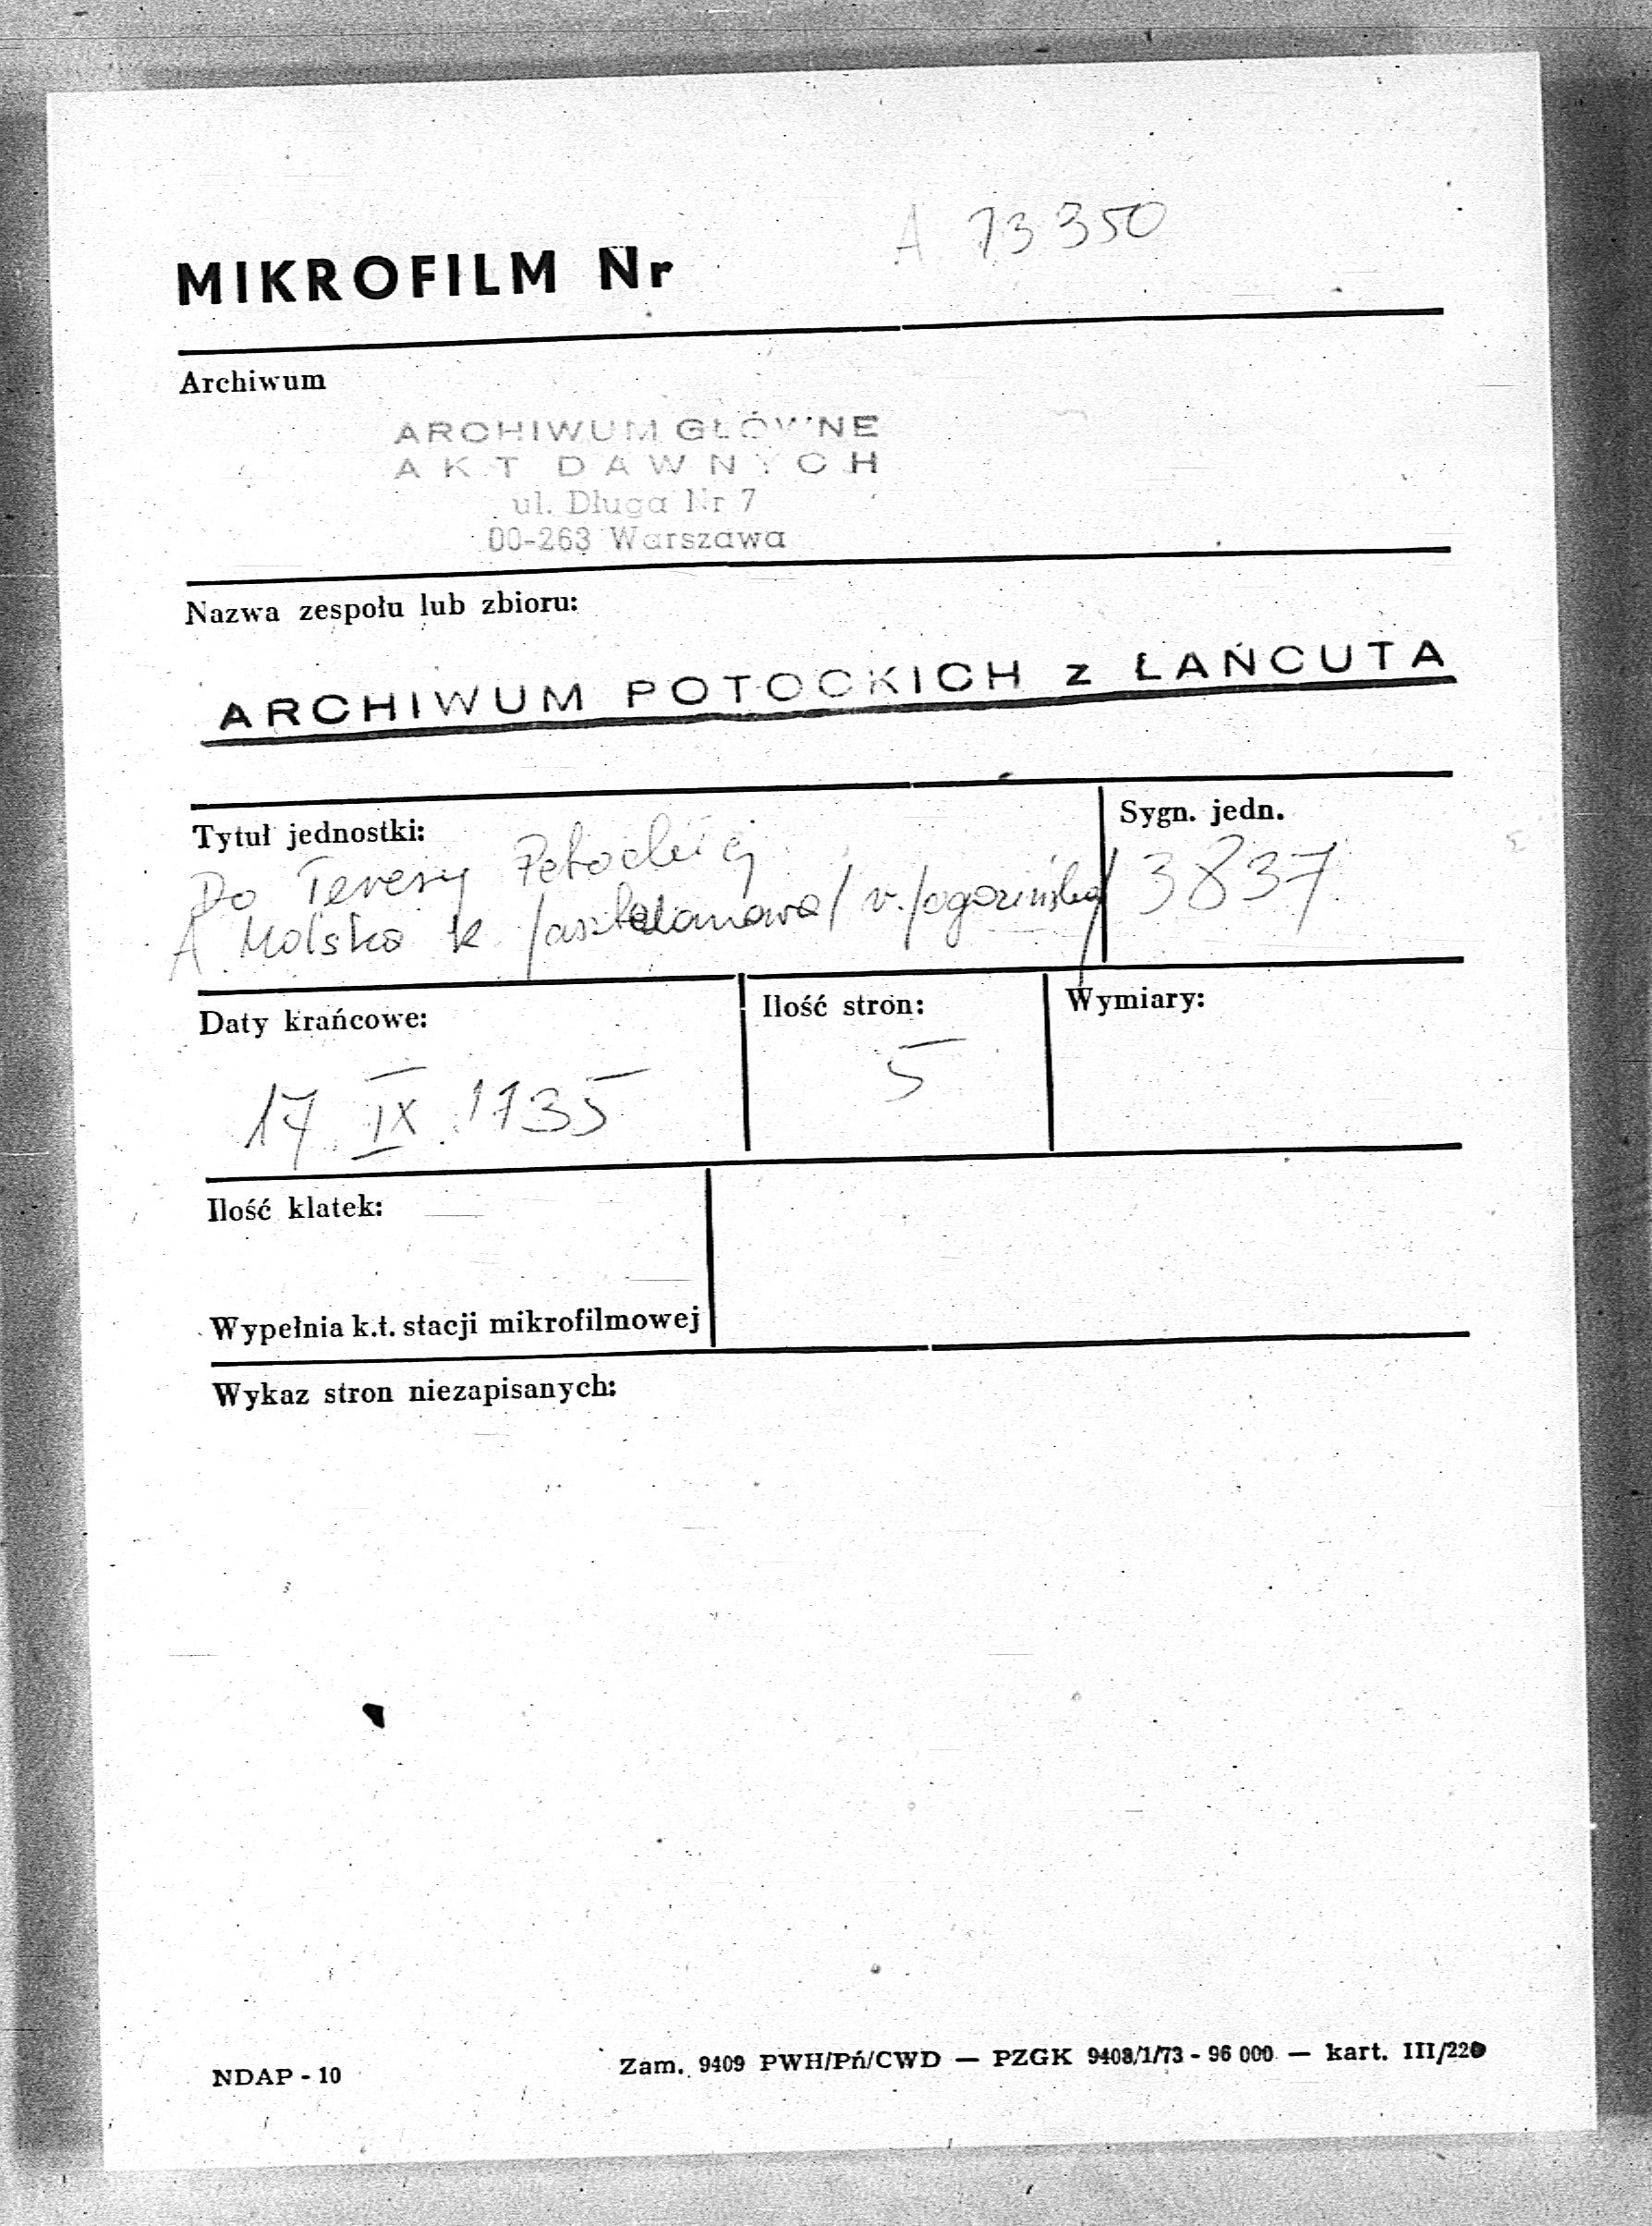 A 73350
MIKROFILM Nr
Archiwum
ARCHIWUM GŁÓWNE
AKT DAWNYCH
ul. Długa Nr 7
00-263 Warszawa
Nazwa zespołu lub zbioru:
ARCHIWUM POTOCKICH z ŁAŃCUTA
Tytuł jednostki:
Sygn. jedn.
Do Teresy Potockiej
A Molska k /asztelanowa/ r./ogozińska/
3837
Daty krańcowe:
Ilość stron:
Wymiary:
17. IX. 1735
5
Ilość klatek:
Wypełnia k.t. stacji mikrofilmowej
Wykaz stron niezapisanych:
NDAP - 10
Zam. 9409 PWH/Pń/CWD — PZGK 9408/1/73 - 96 000 — kart. III/220